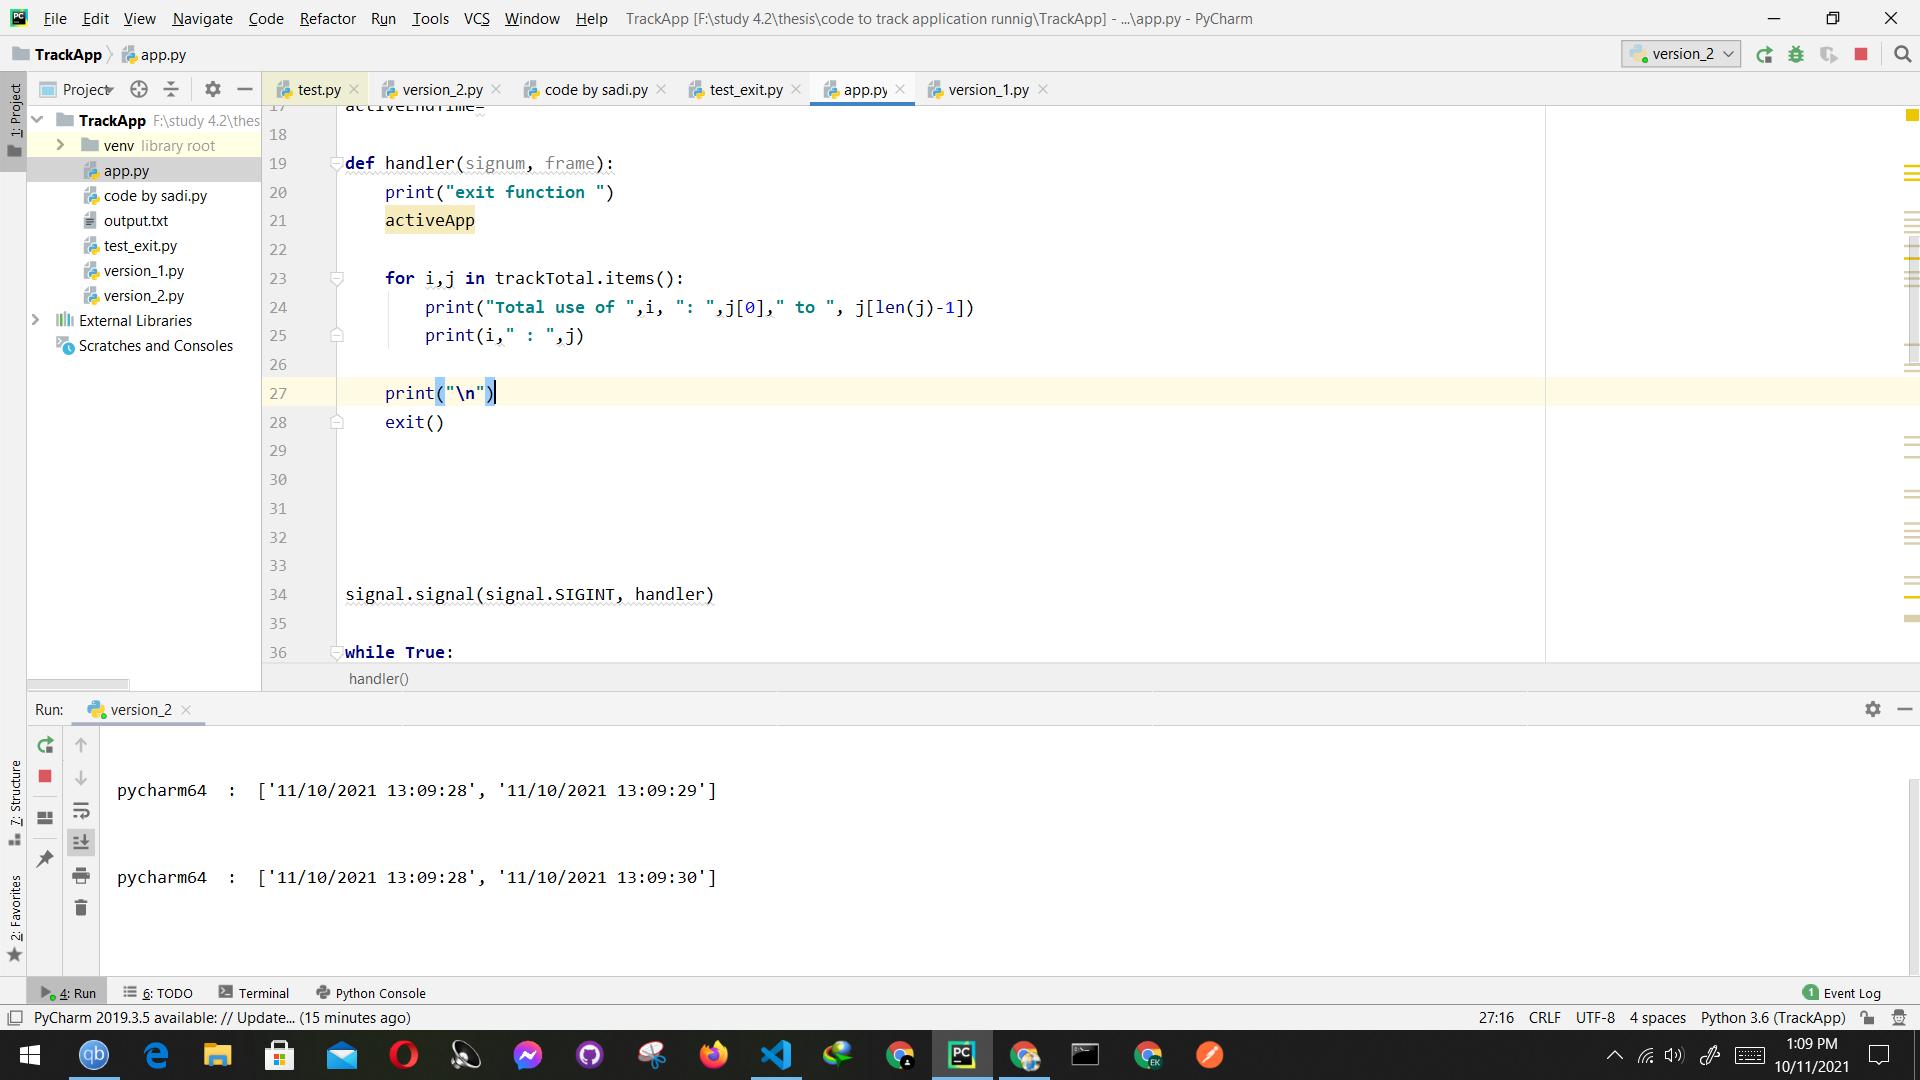 File Edit View Navigate Code Refactor Run Tools VCS Window Help TrackApp [F:\study 4.2\thesis\code to track application runnig\TrackApp] - ...\app.py - PyCharm
TrackApp app.py version_2
1: Project
Project
test.py version_2.py code by sadi.py test_exit.py app.py version_1.py
TrackApp F:\study 4.2\thes
venv library root
app.py
code by sadi.py
output.txt
test_exit.py
version_1.py
version_2.py
External Libraries
Scratches and Consoles
17 activeEndTime=
18
19 def handler(signum, frame):
20 print("exit function ")
21 activeApp
22
23 for i,j in trackTotal.items():
24 print("Total use of ",i, ": ",j[0]," to ", j[len(j)-1])
25 print(i," : ",j)
26
27 print("\n")
28 exit()
29
30
31
32
33
34 signal.signal(signal.SIGINT, handler)
35
36 while True:
handler()
Run: version_2
7: Structure
2: Favorites
pycharm64  :  ['11/10/2021 13:09:28', '11/10/2021 13:09:29']
pycharm64  :  ['11/10/2021 13:09:28', '11/10/2021 13:09:30']
4: Run 6: TODO Terminal Python Console 1 Event Log
PyCharm 2019.3.5 available: // Update... (15 minutes ago) 27:16 CRLF UTF-8 4 spaces Python 3.6 (TrackApp)
qb PC EK
1:09 PM
10/11/2021